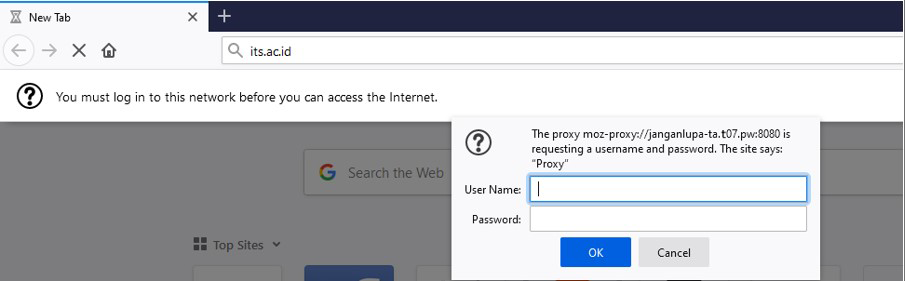 New Tab
its.ac.id
You must log in to this network before you can access the Internet.
The proxy moz-proxy://janganlupa-ta.t07.pw:8080 is
requesting a username and password. The site says:
"Proxy"
Search the Web
User Name:
Password:
Top Sites
OK
Cancel